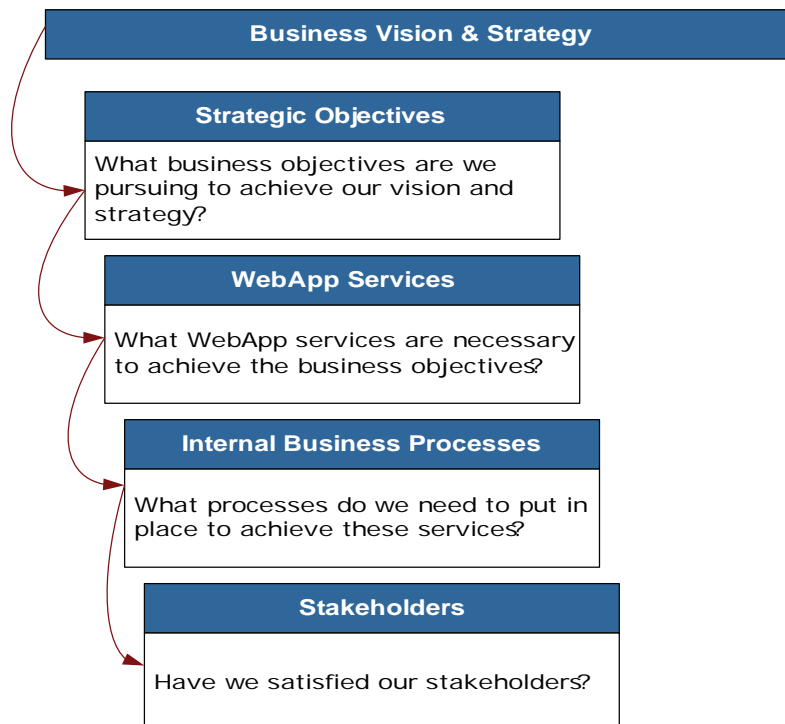 Business Vision & Strategy
Strategic Objectives
What business objectives are we
pursuing to achieve our vision and
strategy?
WebApp Services
What WebApp services are necessary
to achieve the business objectives?
Internal Business Processes
What processes do we need to put in
place to achieve these services?
Stakeholders
Have we satisfied our stakeholders?